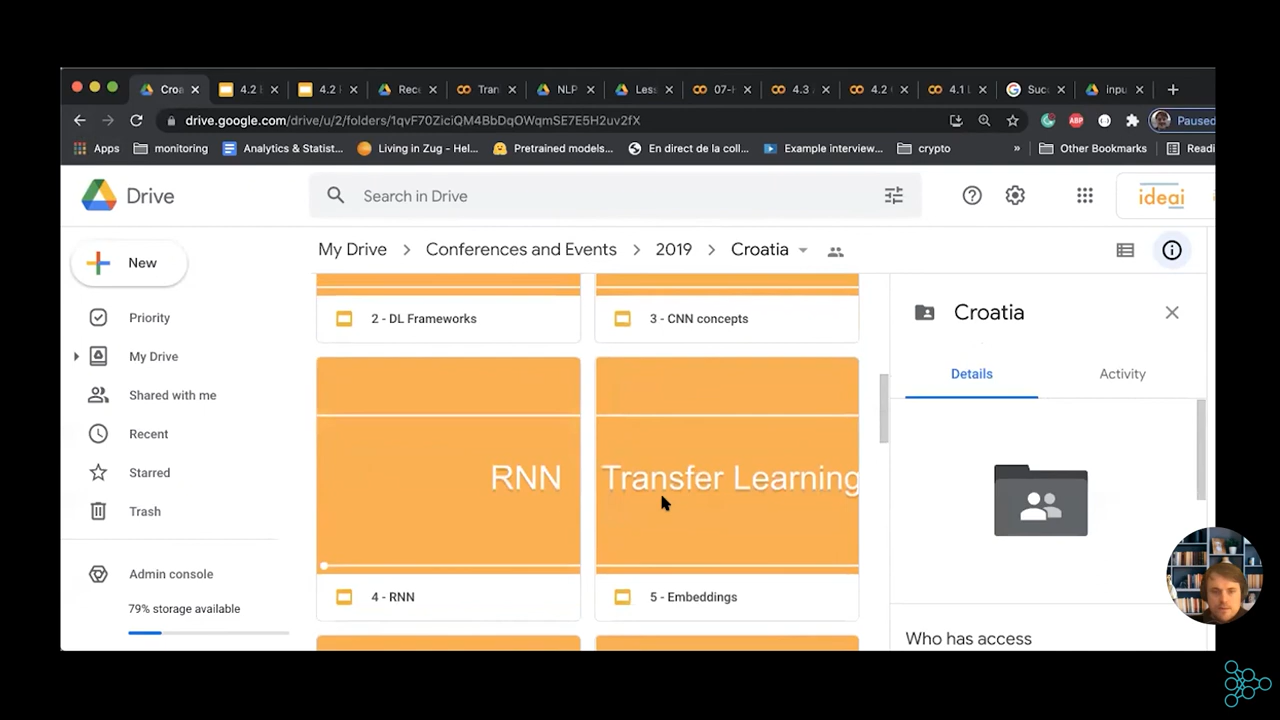 Croa
4.2
4.2
Rec
Tran
NLP
Less
07-
4.3
4.2
4.1 L
Suc
inpu
drive.google.com/drive/u/2/folders/1qvF70ZiciQM4BbDqOWqmSE7E5H2uv2fX
ABP
Paused
Apps
monitoring
Analytics & Statist...
Living in Zug - Hel...
Pretrained models...
En direct de la coll...
Example interview...
crypto
»
Other Bookmarks
Readi
Drive
Search in Drive
ideai
New
My Drive
Conferences and Events
2019
Croatia
Priority
My Drive
Shared with me
Recent
Starred
Trash
Admin console
79% storage available
2 - DL Frameworks
3 - CNN concepts
RNN
Transfer Learning
4 - RNN
5 - Embeddings
Croatia
Details
Activity
Who has access